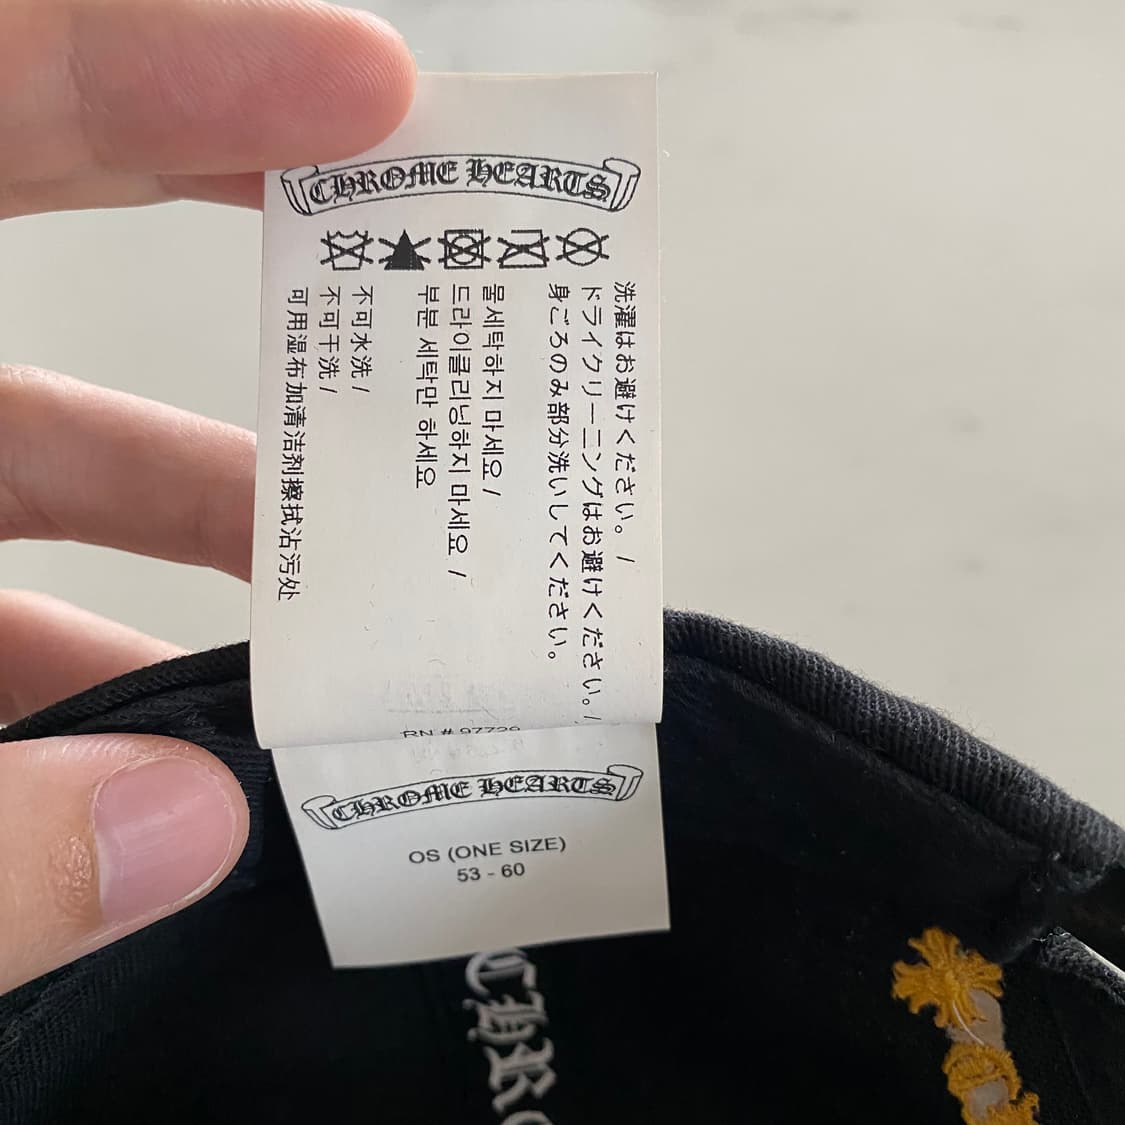 CHROME HEARTS
洗濯はお避けください。/
ドライクリーニングはお避けください。/
身ごろのみ部分洗いしてください。
물세탁하지 마세요 /
드라이클리닝하지 마세요 /
부분 세탁만 하세요
不可水洗 /
不可干洗 /
可用湿布加清洁剂擦拭沾污处
RN # 97729
CHROME HEARTS
OS (ONE SIZE)
53 - 60
CHRO